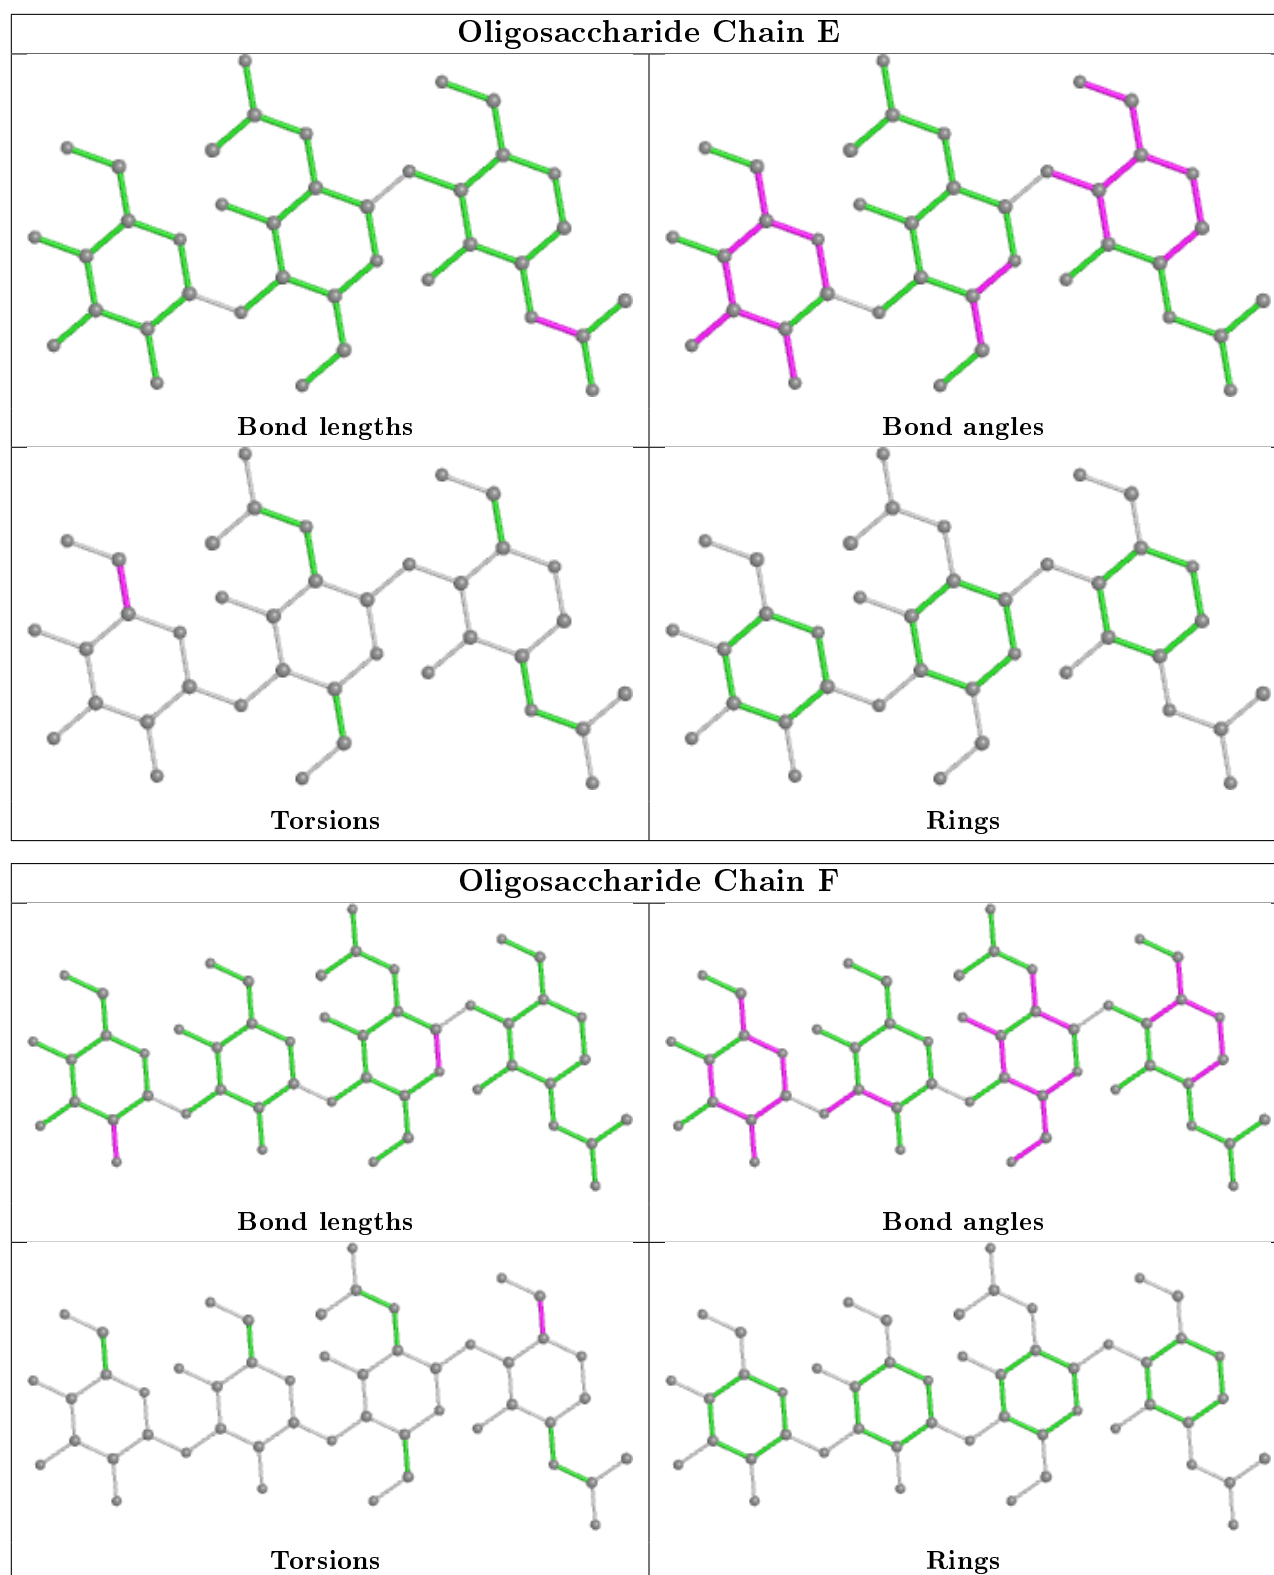 Oligosaccharide Chain E
Bond lengths
Bond angles
Torsions
Rings
Oligosaccharide Chain F
Bond lengths
Bond angles
Torsions
Rings